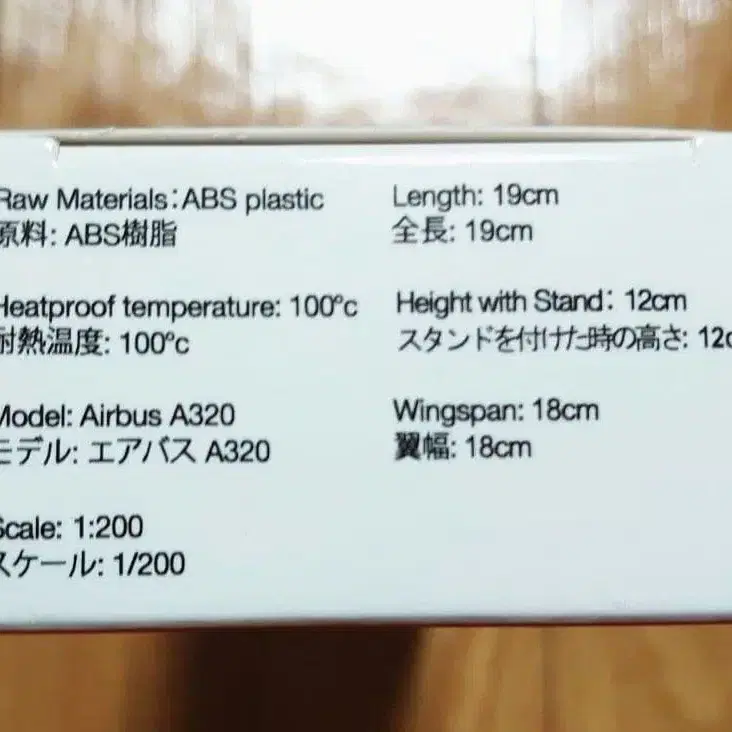 Raw Materials:ABS plastic
原料: ABS樹脂
Heatproof temperature: 100°c
耐熱温度: 100°c
Model: Airbus A320
モデル: エアバス A320
Scale: 1:200
スケール: 1/200
Length: 19cm
全長: 19cm
Height with Stand: 12cm
スタンドを付けた時の高さ: 12c
Wingspan: 18cm
翼幅: 18cm